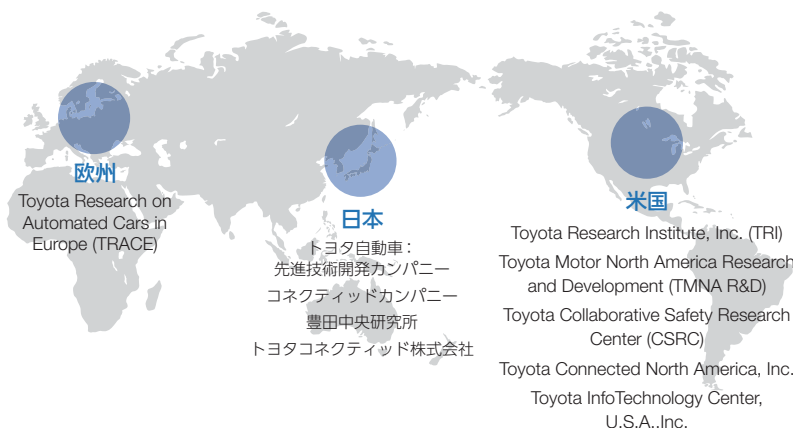 欧州
Toyota Research on
Automated Cars in
Europe (TRACE)
日本
トヨタ自動車：
先進技術開発カンパニー
コネクティッドカンパニー
豊田中央研究所
トヨタコネクティッド株式会社
米国
Toyota Research Institute, Inc. (TRI)
Toyota Motor North America Research
and Development (TMNA R&D)
Toyota Collaborative Safety Research
Center (CSRC)
Toyota Connected North America, Inc.
Toyota InfoTechnology Center,
U.S.A.,Inc.